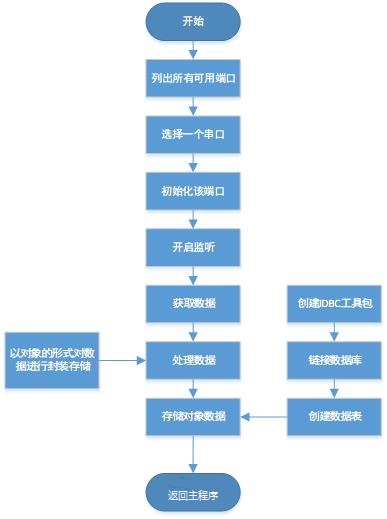 开始
列出所有可用端口
选择一个串口
初始化该端口
开启监听
获取数据
创建JDBC工具包
以对象的形式对数
据进行封装存储
处理数据
链接数据库
存储对象数据
创建数据表
返回主程序